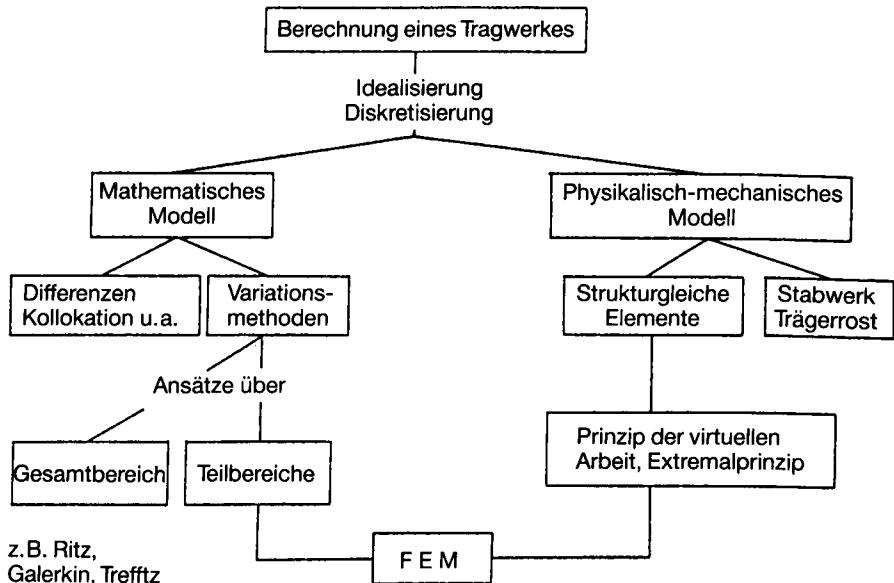 Berechnung eines Tragwerkes
Idealisierung
Diskretisierung
Mathematisches
Modell
Physikalisch-mechanisches
Modell
Differenzen
Kollokation u.a.
Variations-
methoden
Strukturgleiche
Elemente
Stabwerk
Trägerrost
Ansätze über
Gesamtbereich
Teilbereiche
Prinzip der virtuellen
Arbeit, Extremalprinzip
z.B. Ritz,
Galerkin, Trefftz
F E M